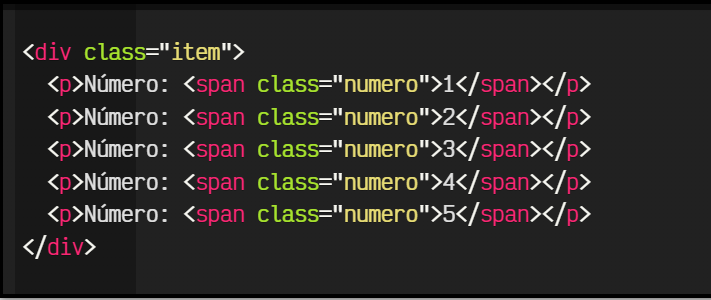 <div class="item">
<p>Número: <span class="numero">1</span></p>
<p>Número: <span class="numero">2</span></p>
<p>Número: <span class="numero">3</span></p>
<p>Número: <span class="numero">4</span></p>
<p>Número: <span class="numero">5</span></p>
</div>